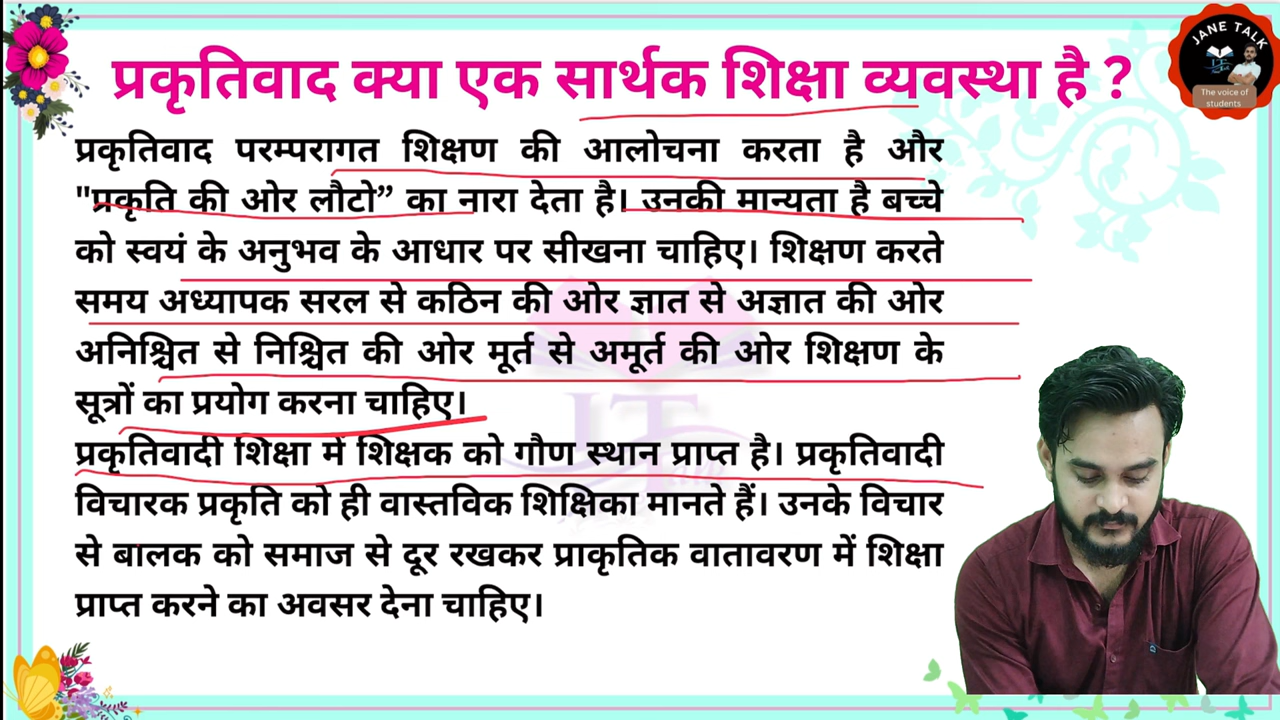 प्रकृतिवाद क्या एक सार्थक शिक्षा व्यवस्था है ?
JANE TALK
The voice of
students
प्रकृतिवाद परम्परागत शिक्षण की आलोचना करता है और
"प्रकृति की ओर लौटो” का नारा देता है। उनकी मान्यता है बच्चे
को स्वयं के अनुभव के आधार पर सीखना चाहिए। शिक्षण करते
समय अध्यापक सरल से कठिन की ओर ज्ञात से अज्ञात की ओर
अनिश्चित से निश्चित की ओर मूर्त से अमूर्त की ओर शिक्षण के
सूत्रों का प्रयोग करना चाहिए।
प्रकृतिवादी शिक्षा में शिक्षक को गौण स्थान प्राप्त है। प्रकृतिवादी
विचारक प्रकृति को ही वास्तविक शिक्षिका मानते हैं। उनके विचार
से बालक को समाज से दूर रखकर प्राकृतिक वातावरण में शिक्षा
प्राप्त करने का अवसर देना चाहिए।